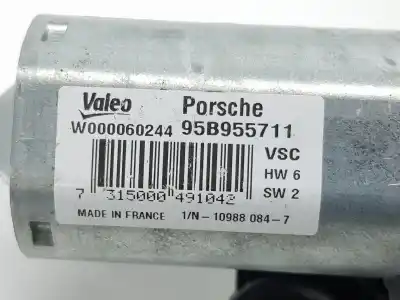 Valeo Porsche
W000060244 95B955711
VSC
HW 6
SW 2
7 315000 491042
MADE IN FRANCE 1/N-10988 084-7